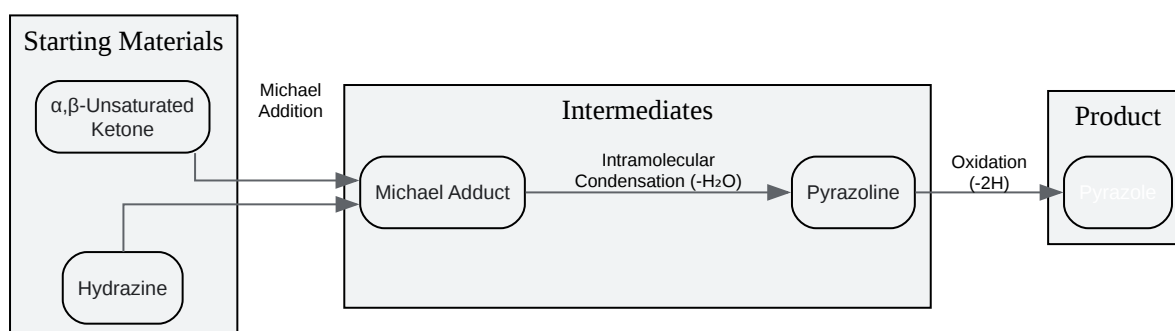 Starting Materials
α,β-Unsaturated
Ketone
Hydrazine
Michael
Addition
Intermediates
Michael Adduct
Intramolecular
Condensation (-H₂O)
Pyrazoline
Oxidation
(-2H)
Product
Pyrazole